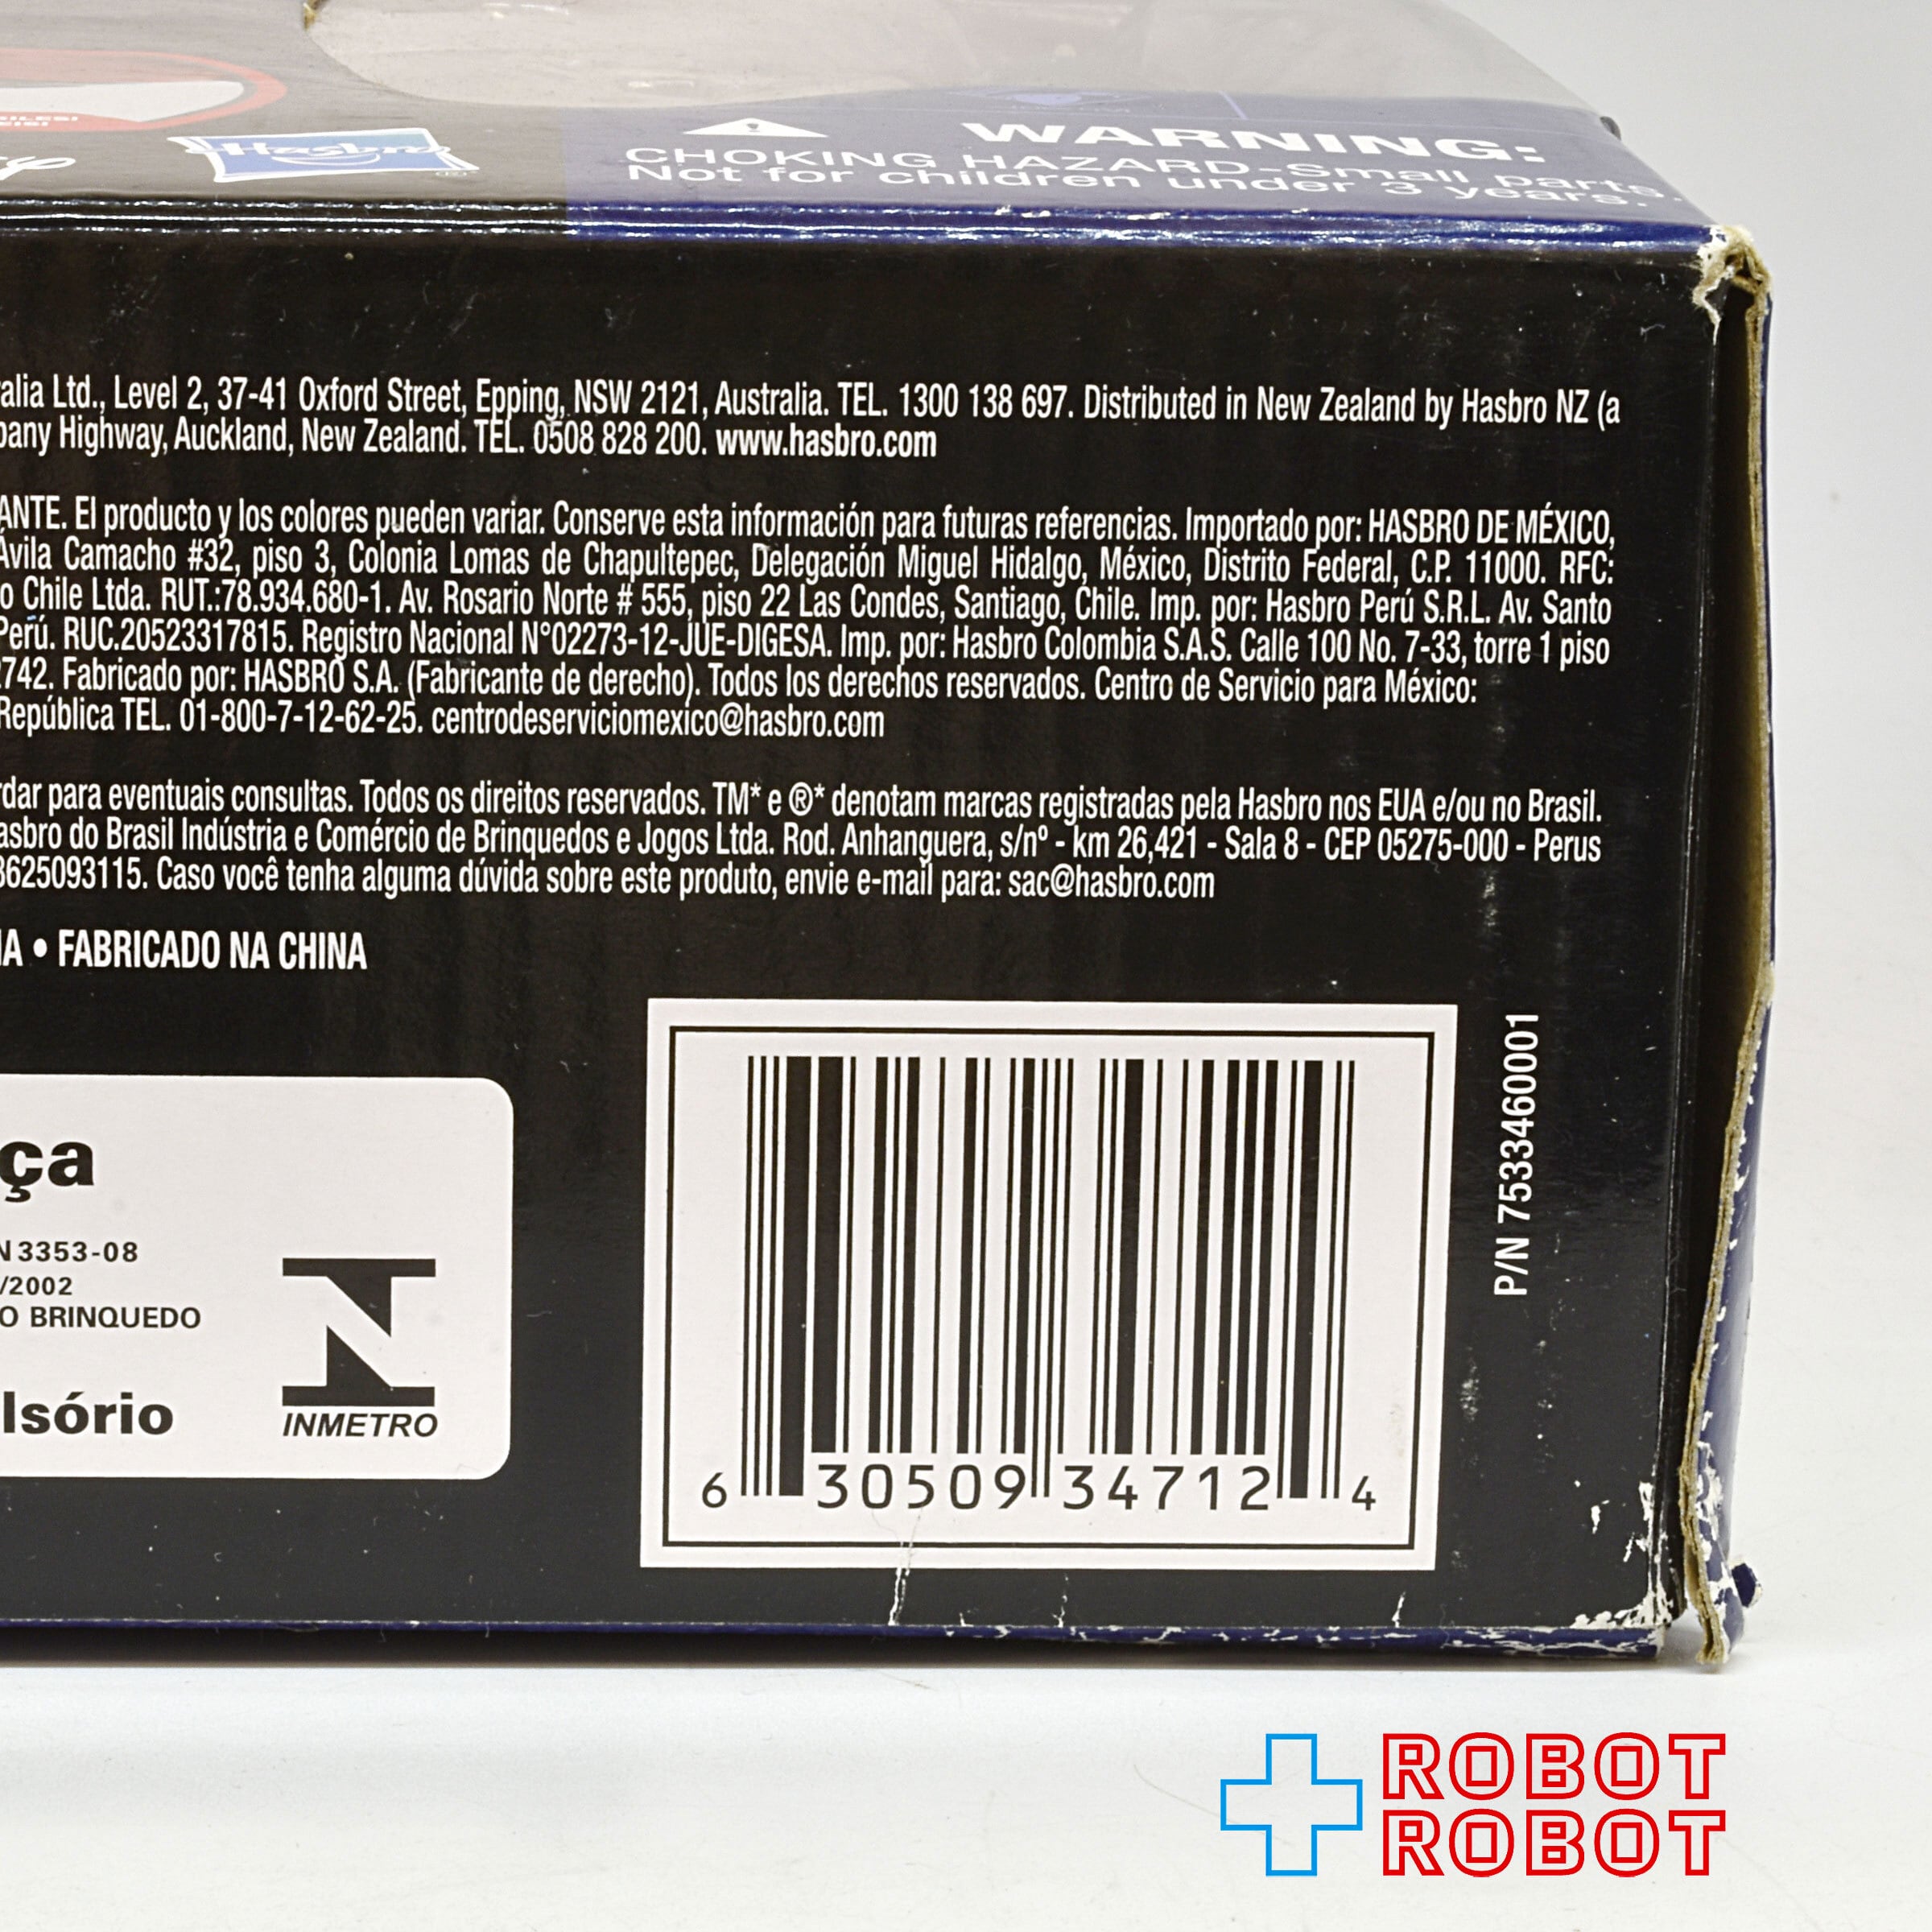 Hasbro
®
WARNING:
CHOKING HAZARD-Small parts.
Not for children under 3 years.
alia Ltd., Level 2, 37-41 Oxford Street, Epping, NSW 2121, Australia. TEL. 1300 138 697. Distributed in New Zealand by Hasbro NZ (a
pany Highway, Auckland, New Zealand. TEL. 0508 828 200. www.hasbro.com
ANTE. El producto y los colores pueden variar. Conserve esta información para futuras referencias. Importado por: HASBRO DE MÉXICO,
Ávila Camacho #32, piso 3, Colonia Lomas de Chapultepec, Delegación Miguel Hidalgo, México, Distrito Federal, C.P. 11000. RFC:
o Chile Ltda. RUT.:78.934.680-1. Av. Rosario Norte # 555, piso 22 Las Condes, Santiago, Chile. Imp. por: Hasbro Perú S.R.L. Av. Santo
Perú. RUC.20523317815. Registro Nacional N°02273-12-JUE-DIGESA. Imp. por: Hasbro Colombia S.A.S. Calle 100 No. 7-33, torre 1 piso
2742. Fabricado por: HASBRO S.A. (Fabricante de derecho). Todos los derechos reservados. Centro de Servicio para México:
República TEL. 01-800-7-12-62-25. centrodeserviciomexico@hasbro.com
rdar para eventuais consultas. Todos os direitos reservados. TM* e ®* denotam marcas registradas pela Hasbro nos EUA e/ou no Brasil.
asbro do Brasil Indústria e Comércio de Brinquedos e Jogos Ltda. Rod. Anhanguera, s/nº - km 26,421 - Sala 8 - CEP 05275-000 - Perus
3625093115. Caso você tenha alguma dúvida sobre este produto, envie e-mail para: sac@hasbro.com
IA • FABRICADO NA CHINA
ça
N 3353-08
/2002
O BRINQUEDO
lsório
INMETRO
6 30509 34712 4
P/N 7533460001
ROBOT
ROBOT